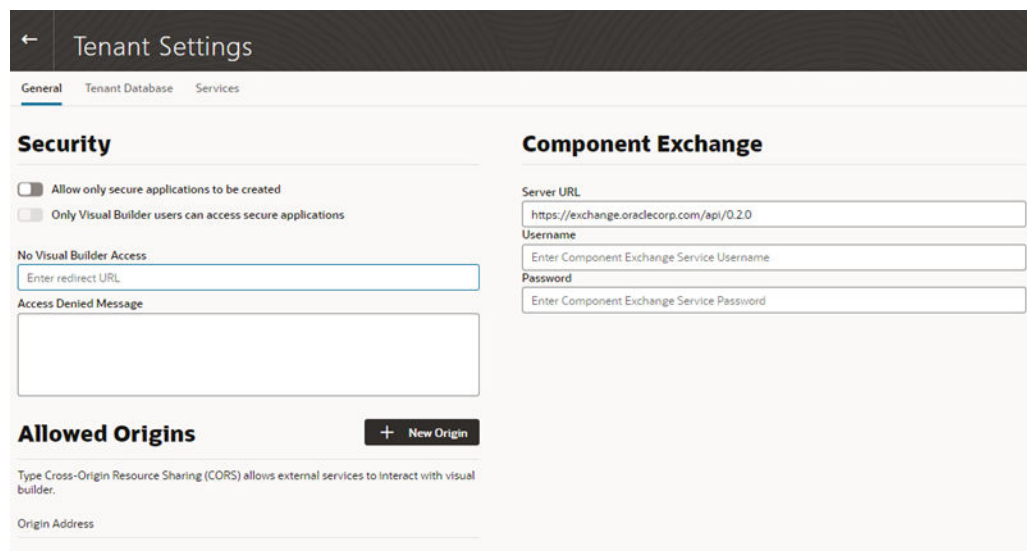 Tenant Settings
General Tenant Database Services
Security
Allow only secure applications to be created
Only Visual Builder users can access secure applications
No Visual Builder Access
Enter redirect URL
Access Denied Message
Allowed Origins
+ New Origin
Type Cross-Origin Resource Sharing (CORS) allows external services to interact with visual
builder.
Origin Address
Component Exchange
Server URL
https://exchange.oraclecorp.com/api/0.2.0
Username
Enter Component Exchange Service Username
Password
Enter Component Exchange Service Password